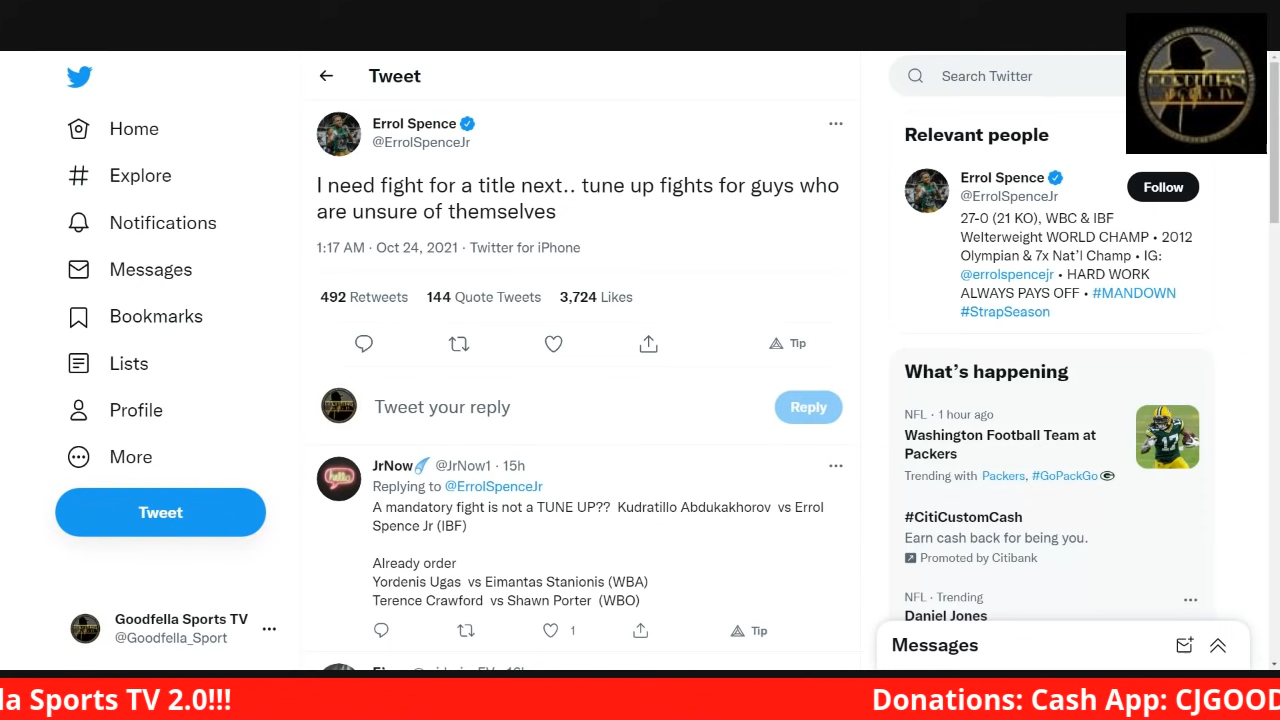 GOODFELLA'S
SPORTS TV
Home
Explore
Notifications
Messages
Bookmarks
Lists
Profile
More
Tweet
Goodfella Sports TV
@Goodfella_Sport
Tweet
Errol Spence
@ErrolSpenceJr
I need fight for a title next.. tune up fights for guys who
are unsure of themselves
1:17 AM · Oct 24, 2021 · Twitter for iPhone
492 Retweets 144 Quote Tweets 3,724 Likes
Tip
Tweet your reply
Reply
JrNow @JrNow1 · 15h
Replying to @ErrolSpenceJr
A mandatory fight is not a TUNE UP?? Kudratillo Abdukakhorov vs Errol
Spence Jr (IBF)
Already order
Yordenis Ugas vs Eimantas Stanionis (WBA)
Terence Crawford vs Shawn Porter (WBO)
1
Tip
Search Twitter
Relevant people
Errol Spence
@ErrolSpenceJr
Follow
27-0 (21 KO), WBC & IBF
Welterweight WORLD CHAMP • 2012
Olympian & 7x Nat'l Champ • IG:
@errolspencejr • HARD WORK
ALWAYS PAYS OFF • #MANDOWN
#StrapSeason
What's happening
NFL · 1 hour ago
Washington Football Team at
Packers
Trending with Packers, #GoPackGo
17
#CitiCustomCash
Earn cash back for being you.
Promoted by Citibank
NFL · Trending
Daniel Jones
Messages
la Sports TV 2.0!!!
Donations: Cash App: CJGOOD